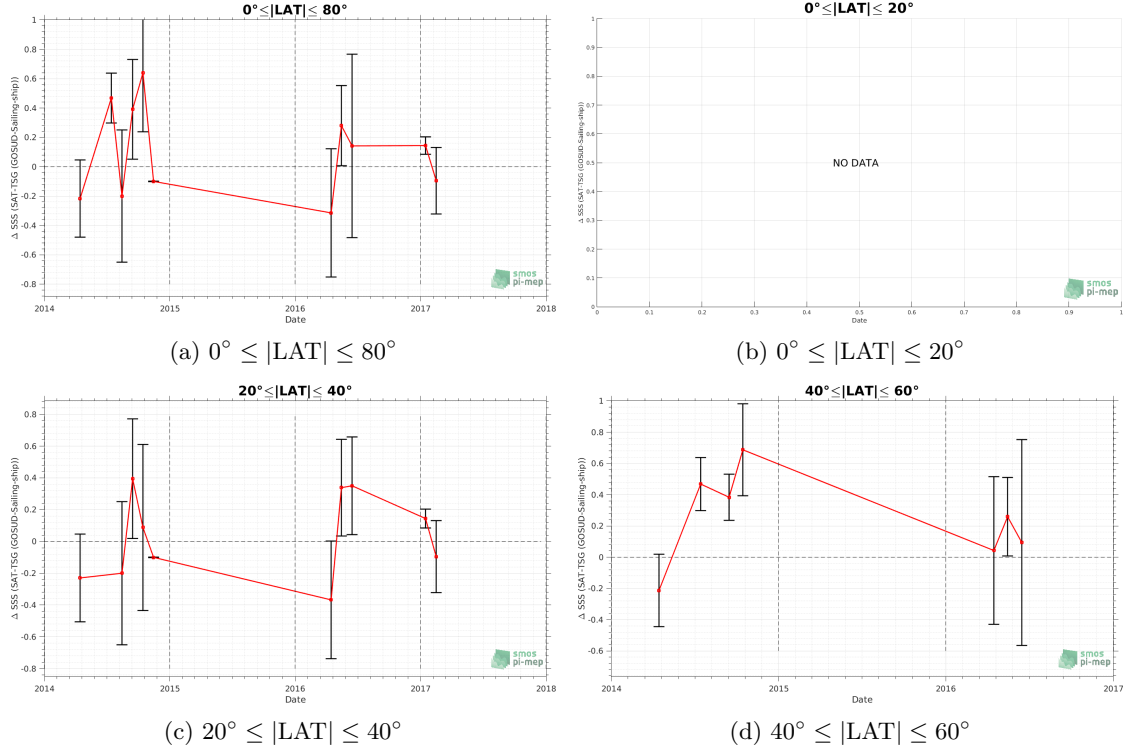 0°≤|LAT|≤ 80°
1
0.8
0.6
0.4
0.2
0
-0.2
-0.4
-0.6
-0.8
Δ SSS (SAT-TSG (GOSUD-Sailing-ship))
2014 2015 2016 2017 2018
Date
smos
pi-mep
(a) 0° ≤ |LAT| ≤ 80°
0°≤|LAT|≤ 20°
1
0.9
0.8
0.7
0.6
0.5
0.4
0.3
0.2
0.1
0
Δ SSS (SAT-TSG (GOSUD-Sailing-ship))
NO DATA
0 0.1 0.2 0.3 0.4 0.5 0.6 0.7 0.8 0.9 1
Date
smos
pi-mep
(b) 0° ≤ |LAT| ≤ 20°
20°≤|LAT|≤ 40°
0.8
0.6
0.4
0.2
0
-0.2
-0.4
-0.6
-0.8
Δ SSS (SAT-TSG (GOSUD-Sailing-ship))
2014 2015 2016 2017 2018
Date
smos
pi-mep
(c) 20° ≤ |LAT| ≤ 40°
40°≤|LAT|≤ 60°
1
0.8
0.6
0.4
0.2
0
-0.2
-0.4
-0.6
Δ SSS (SAT-TSG (GOSUD-Sailing-ship))
2014 2015 2016 2017
Date
smos
pi-mep
(d) 40° ≤ |LAT| ≤ 60°